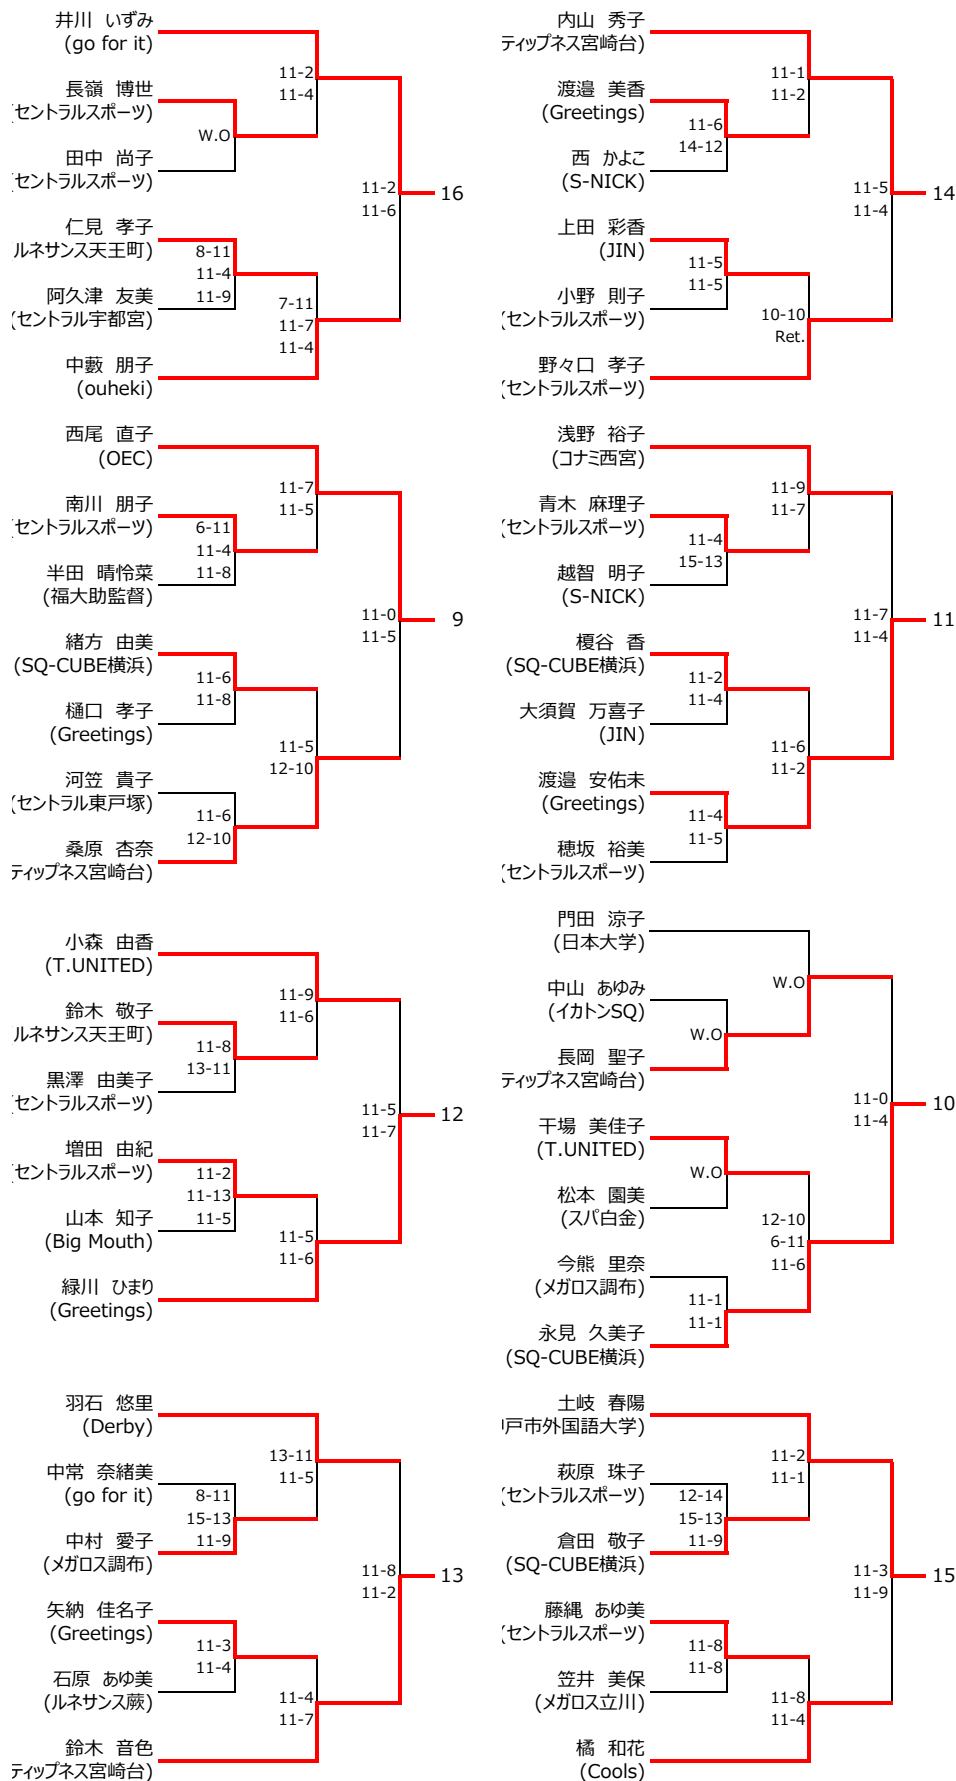 井川 いずみ
(go for it)
11-2
11-4
長嶺 博世
(セントラルスポーツ)
W.O
田中 尚子
(セントラルスポーツ)
11-2
11-6
16
仁見 孝子
ルネサンス天王町)
8-11
11-4
11-9
阿久津 友美
(セントラル宇都宮)
7-11
11-7
11-4
中藪 朋子
(ouheki)
西尾 直子
(OEC)
11-7
11-5
南川 朋子
(セントラルスポーツ)
6-11
11-4
11-8
半田 晴怜菜
(福大助監督)
11-0
11-5
9
緒方 由美
(SQ-CUBE横浜)
11-6
11-8
樋口 孝子
(Greetings)
11-5
12-10
河笠 貴子
(セントラル東戸塚)
11-6
12-10
桑原 杏奈
ティップネス宮崎台)
小森 由香
(T.UNITED)
11-9
11-6
鈴木 敬子
ルネサンス天王町)
11-8
13-11
黒澤 由美子
(セントラルスポーツ)
11-5
11-7
12
増田 由紀
(セントラルスポーツ)
11-2
11-13
11-5
山本 知子
(Big Mouth)
11-5
11-6
緑川 ひまり
(Greetings)
羽石 悠里
(Derby)
13-11
11-5
中常 奈緒美
(go for it)
8-11
15-13
11-9
中村 愛子
(メガロス調布)
11-8
11-2
13
矢納 佳名子
(Greetings)
11-3
11-4
石原 あゆ美
(ルネサンス蕨)
11-4
11-7
鈴木 音色
ティップネス宮崎台)
内山 秀子
ティップネス宮崎台)
11-1
11-2
渡邉 美香
(Greetings)
11-6
14-12
西 かよこ
(S-NICK)
11-5
11-4
14
上田 彩香
(JIN)
11-5
11-5
小野 則子
(セントラルスポーツ)
10-10
Ret.
野々口 孝子
(セントラルスポーツ)
浅野 裕子
(コナミ西宮)
11-9
11-7
青木 麻理子
(セントラルスポーツ)
11-4
15-13
越智 明子
(S-NICK)
11-7
11-4
11
榎谷 香
(SQ-CUBE横浜)
11-2
11-4
大須賀 万喜子
(JIN)
11-6
11-2
渡邉 安佑未
(Greetings)
11-4
11-5
穂坂 裕美
(セントラルスポーツ)
門田 涼子
(日本大学)
W.O
中山 あゆみ
(イカトンSQ)
W.O
長岡 聖子
ティップネス宮崎台)
11-0
11-4
10
干場 美佳子
(T.UNITED)
W.O
松本 園美
(スパ白金)
12-10
6-11
11-6
今熊 里奈
(メガロス調布)
11-1
11-1
永見 久美子
(SQ-CUBE横浜)
土岐 春陽
戸市外国語大学)
11-2
11-1
萩原 珠子
(セントラルスポーツ)
12-14
15-13
11-9
倉田 敬子
(SQ-CUBE横浜)
11-3
11-9
15
藤縄 あゆ美
(セントラルスポーツ)
11-8
11-8
笠井 美保
(メガロス立川)
11-8
11-4
橘 和花
(Cools)